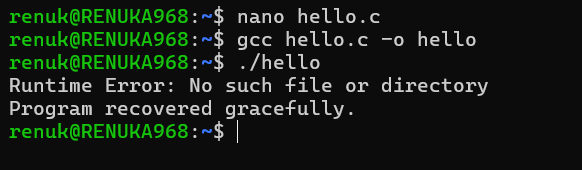 renuk@RENUKA968:~$ nano hello.c
renuk@RENUKA968:~$ gcc hello.c -o hello
renuk@RENUKA968:~$ ./hello
Runtime Error: No such file or directory
Program recovered gracefully.
renuk@RENUKA968:~$